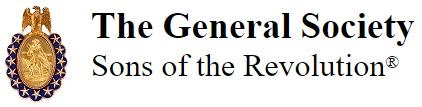 The General Society
Sons of the Revolution®